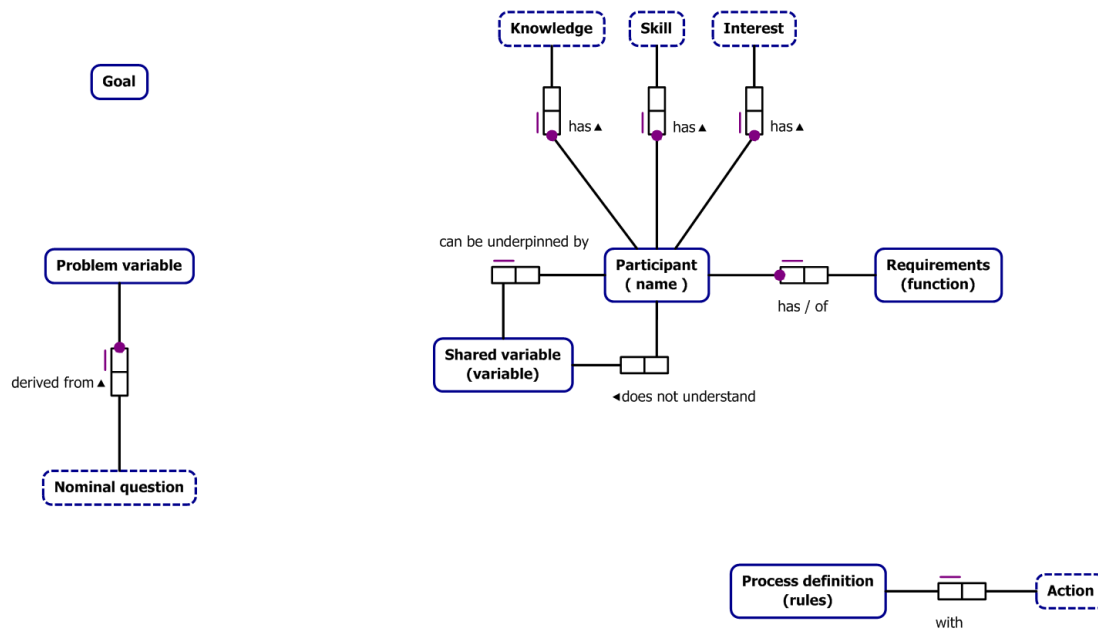 Knowledge
Skill
Interest
Goal
has ▲
has ▲
has ▲
can be underpinned by
Problem variable
Participant
( name )
Requirements
(function)
has / of
Shared variable
(variable)
derived from ▲
◄does not understand
Nominal question
Process definition
(rules)
Action
with